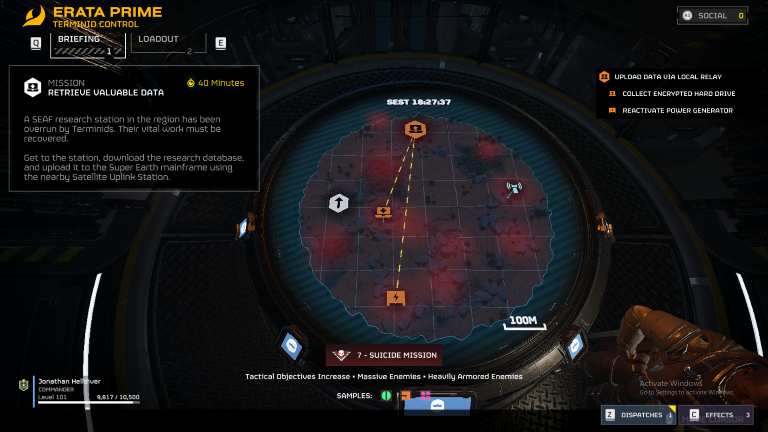 ERATA PRIME
TERMINID CONTROL
SOCIAL 0
Q
BRIEFING
1
LOADOUT
2
E
MISSION
RETRIEVE VALUABLE DATA
40 Minutes
A SEAF research station in the region has been
overrun by Terminids. Their vital work must be
recovered.
Get to the station, download the research database,
and upload it to the Super Earth mainframe using
the nearby Satellite Uplink Station.
UPLOAD DATA VIA LOCAL RELAY
COLLECT ENCRYPTED HARD DRIVE
REACTIVATE POWER GENERATOR
SEST 18:27:37
100M
7 - SUICIDE MISSION
Tactical Objectives Increase • Massive Enemies • Heavily Armored Enemies
SAMPLES:
Jonathan Helldiver
COMMANDER
Level 101
9,817 / 10,500
Activate Windows
Go to Settings to activate Windows.
Z DISPATCHES 1
C EFFECTS 3
MOVE CURSOR